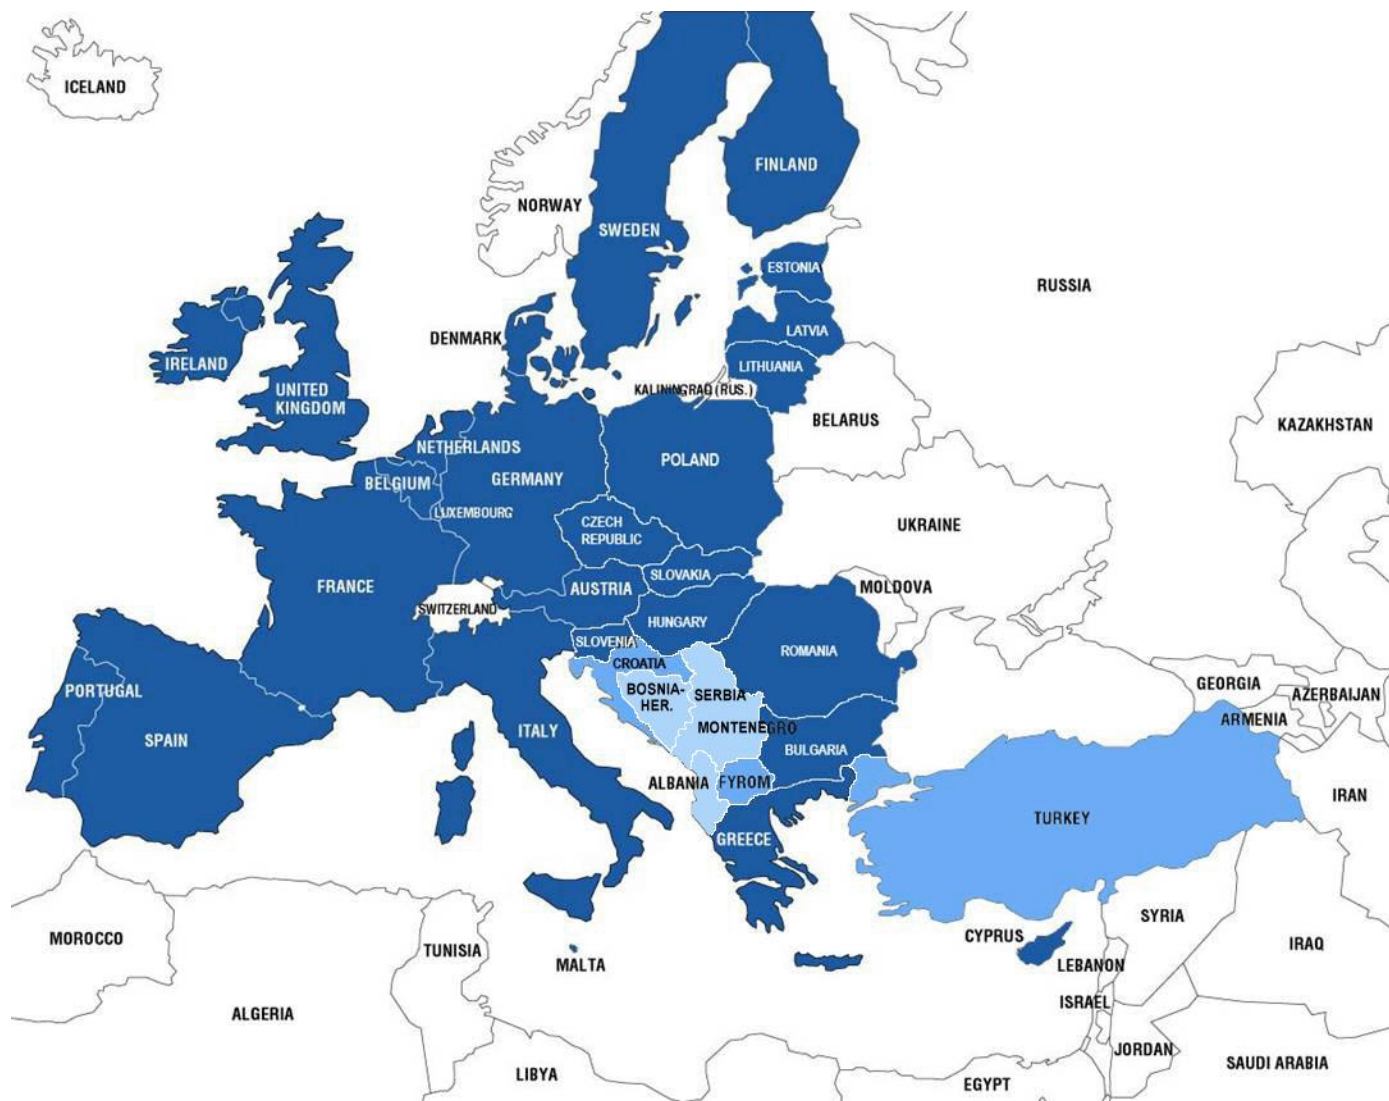 ICELAND
FINLAND
NORWAY
SWEDEN
ESTONIA
RUSSIA
LATVIA
DENMARK
IRELAND
LITHUANIA
UNITED
KINGDOM
KALININGRAD (RUS.)
BELARUS
KAZAKHSTAN
NETHERLANDS
POLAND
GERMANY
BELGIUM
LUXEMBOURG
CZECH
REPUBLIC
UKRAINE
SLOVAKIA
FRANCE
AUSTRIA
MOLDOVA
SWITZERLAND
HUNGARY
SLOVENIA
ROMANIA
CROATIA
GEORGIA
AZERBAIJAN
PORTUGAL
BOSNIA-
HER.
SERBIA
ARMENIA
MONTENEGRO
ITALY
SPAIN
BULGARIA
ALBANIA
FYROM
IRAN
TURKEY
GREECE
SYRIA
MOROCCO
CYPRUS
IRAQ
TUNISIA
MALTA
LEBANON
ISRAEL
ALGERIA
JORDAN
SAUDI ARABIA
LIBYA
EGYPT